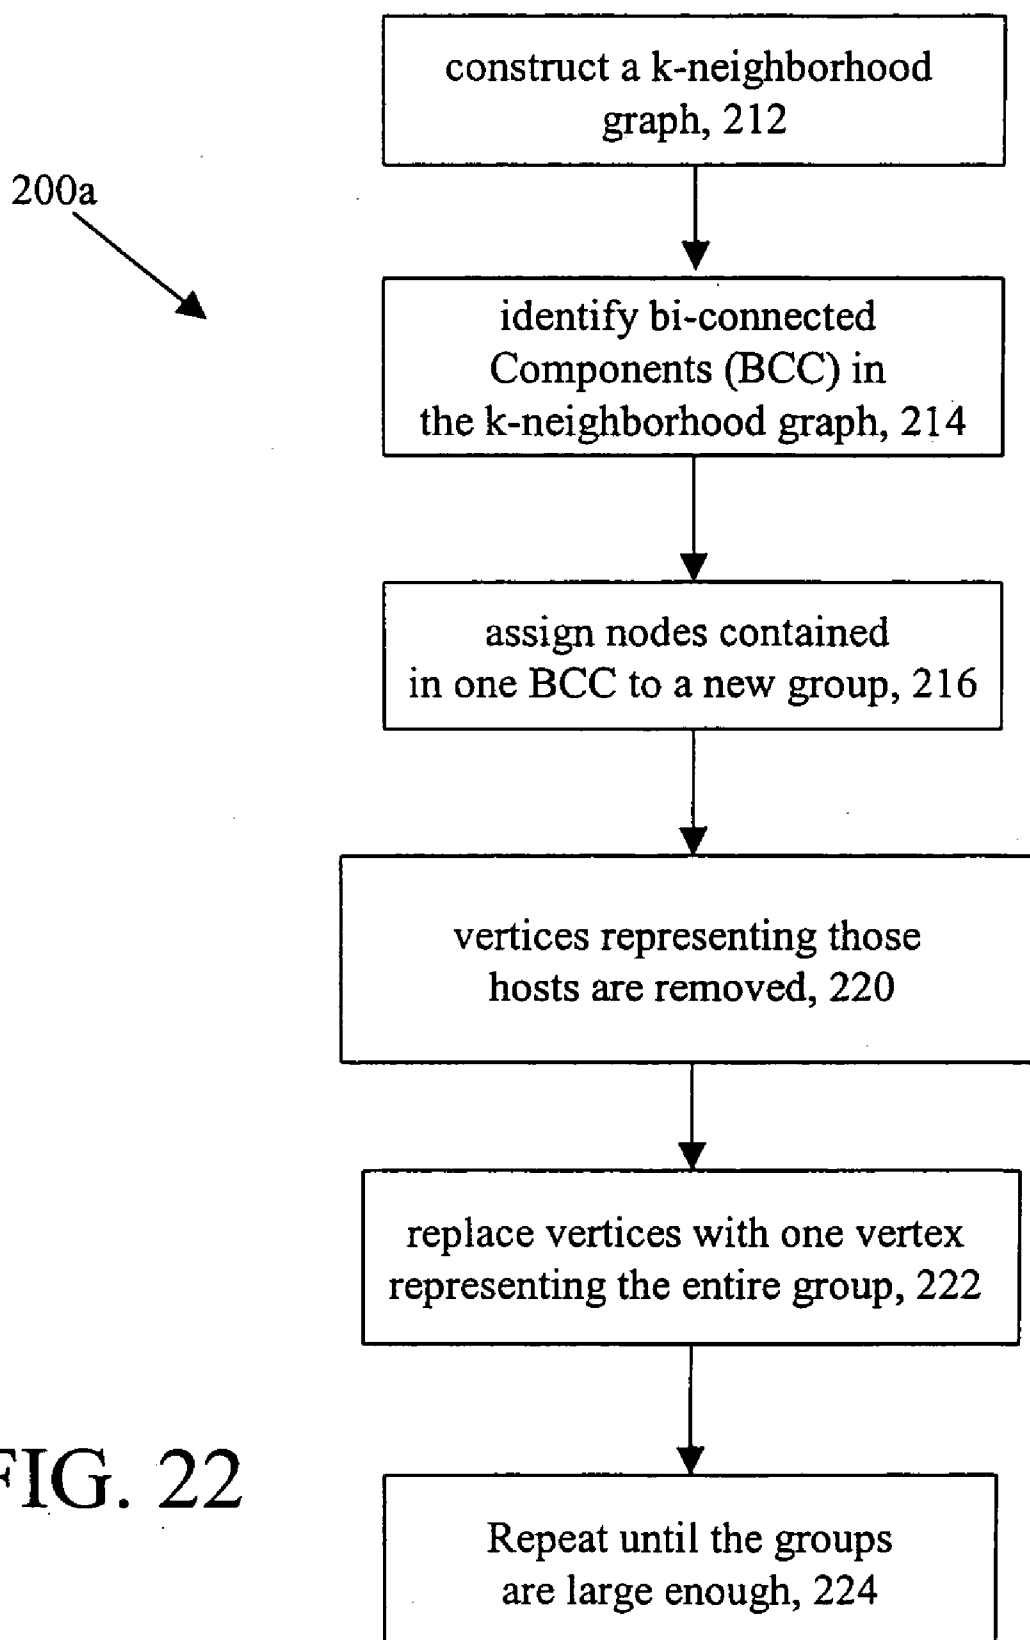 construct a k-neighborhood
graph, 212
200a
identify bi-connected
Components (BCC) in
the k-neighborhood graph, 214
assign nodes contained
in one BCC to a new group, 216
vertices representing those
hosts are removed, 220
replace vertices with one vertex
representing the entire group, 222
FIG. 22
Repeat until the groups
are large enough, 224